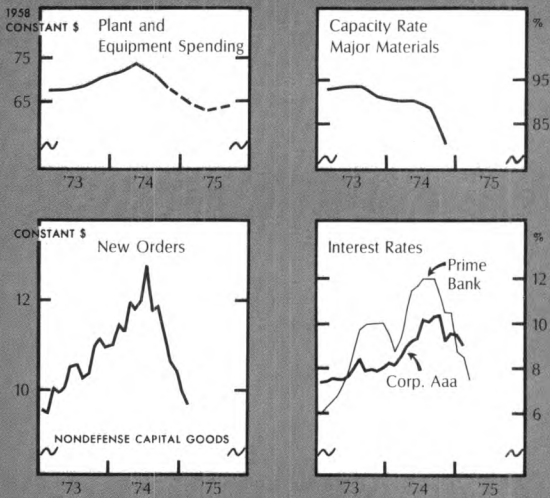 1958
CONSTANT $
Plant and
Equipment Spending
75
65
'73 '74 '75
Capacity Rate
Major Materials
%
95
85
'73 '74 '75
CONSTANT $
New Orders
12
10
NONDEFENSE CAPITAL GOODS
'73 '74 '75
Interest Rates
%
Prime
Bank
12
10
8
Corp. Aaa
6
'73 '74 '75